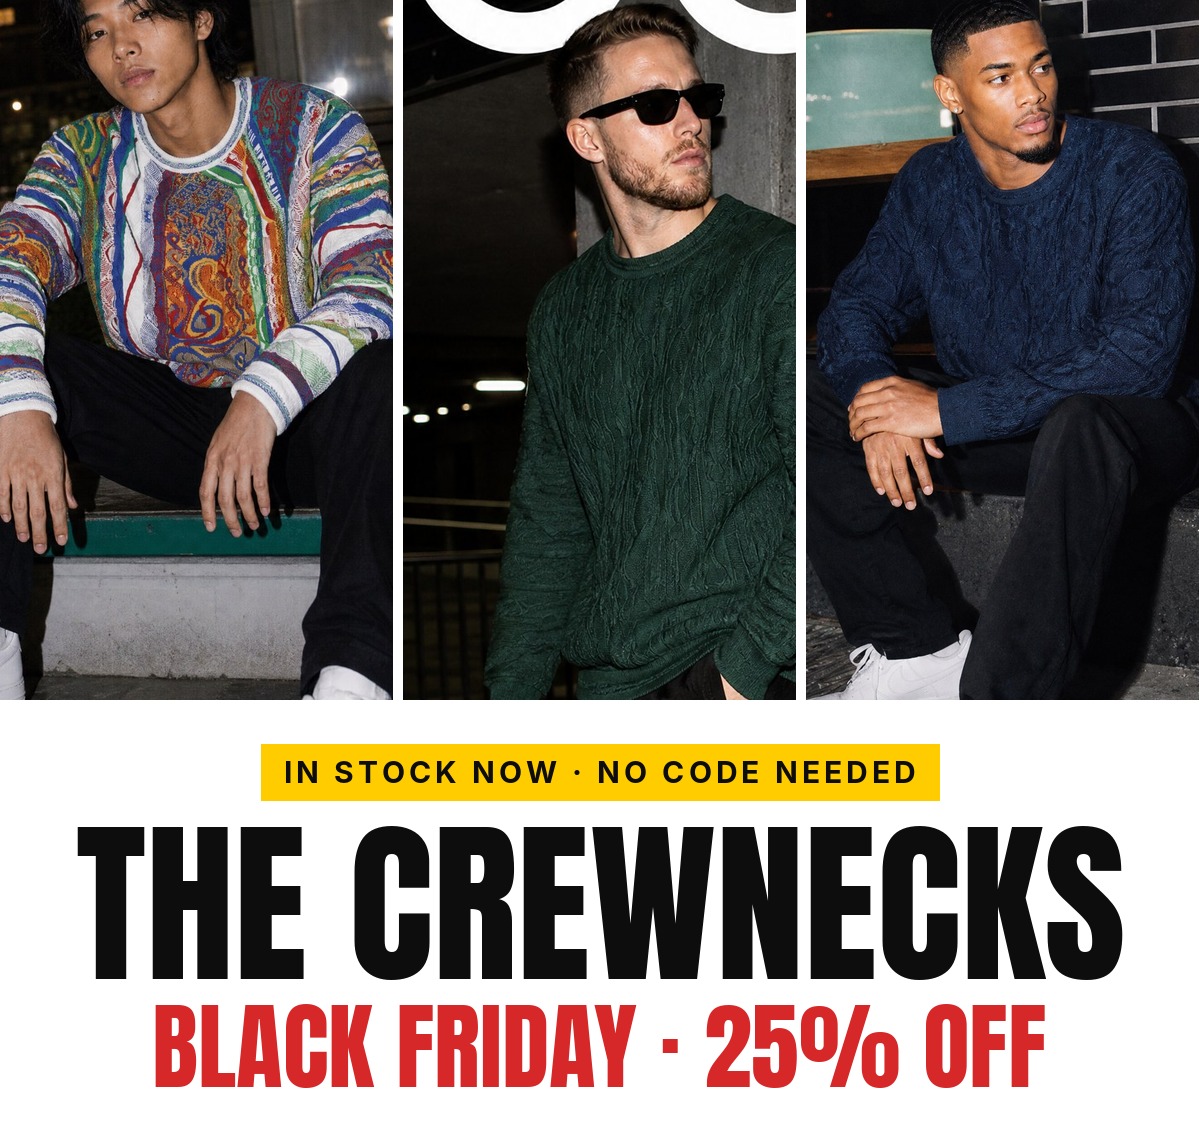 IN STOCK NOW · NO CODE NEEDED
THE CREWNECKS
BLACK FRIDAY · 25% OFF